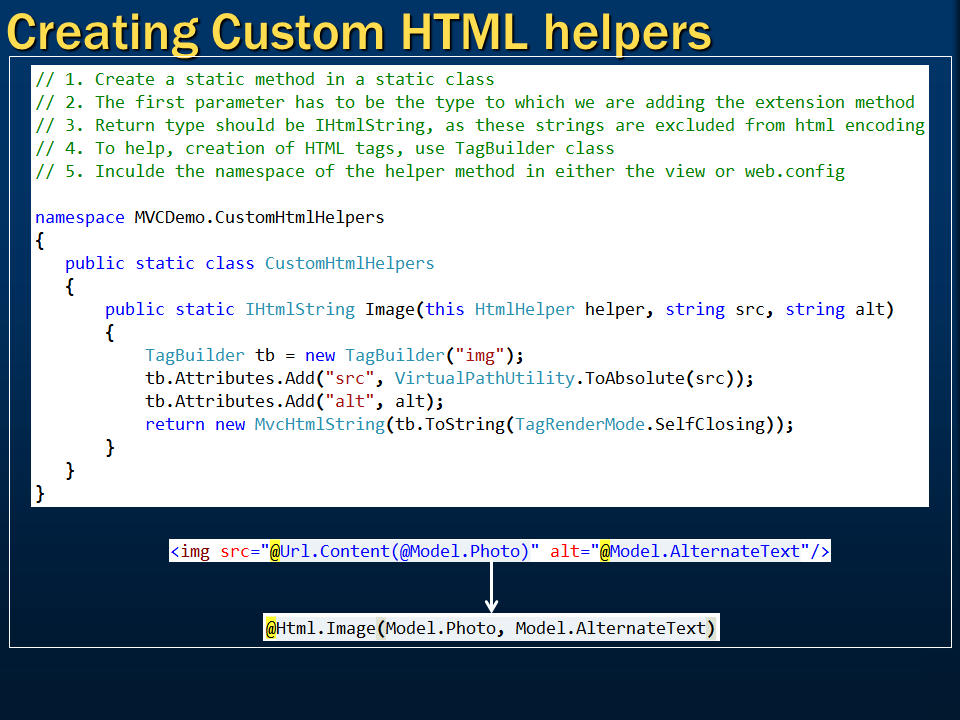 Creating Custom HTML helpers
// 1. Create a static method in a static class
// 2. The first parameter has to be the type to which we are adding the extension method
// 3. Return type should be IHtmlString, as these strings are excluded from html encoding
// 4. To help, creation of HTML tags, use TagBuilder class
// 5. Inculde the namespace of the helper method in either the view or web.config
namespace MVCDemo.CustomHtmlHelpers
{
public static class CustomHtmlHelpers
{
public static IHtmlString Image(this HtmlHelper helper, string src, string alt)
{
TagBuilder tb = new TagBuilder("img");
tb.Attributes.Add("src", VirtualPathUtility.ToAbsolute(src));
tb.Attributes.Add("alt", alt);
return new MvcHtmlString(tb.ToString(TagRenderMode.SelfClosing));
}
}
}
<img src="@Url.Content(@Model.Photo)" alt="@Model.AlternateText"/>
@Html.Image(Model.Photo, Model.AlternateText)